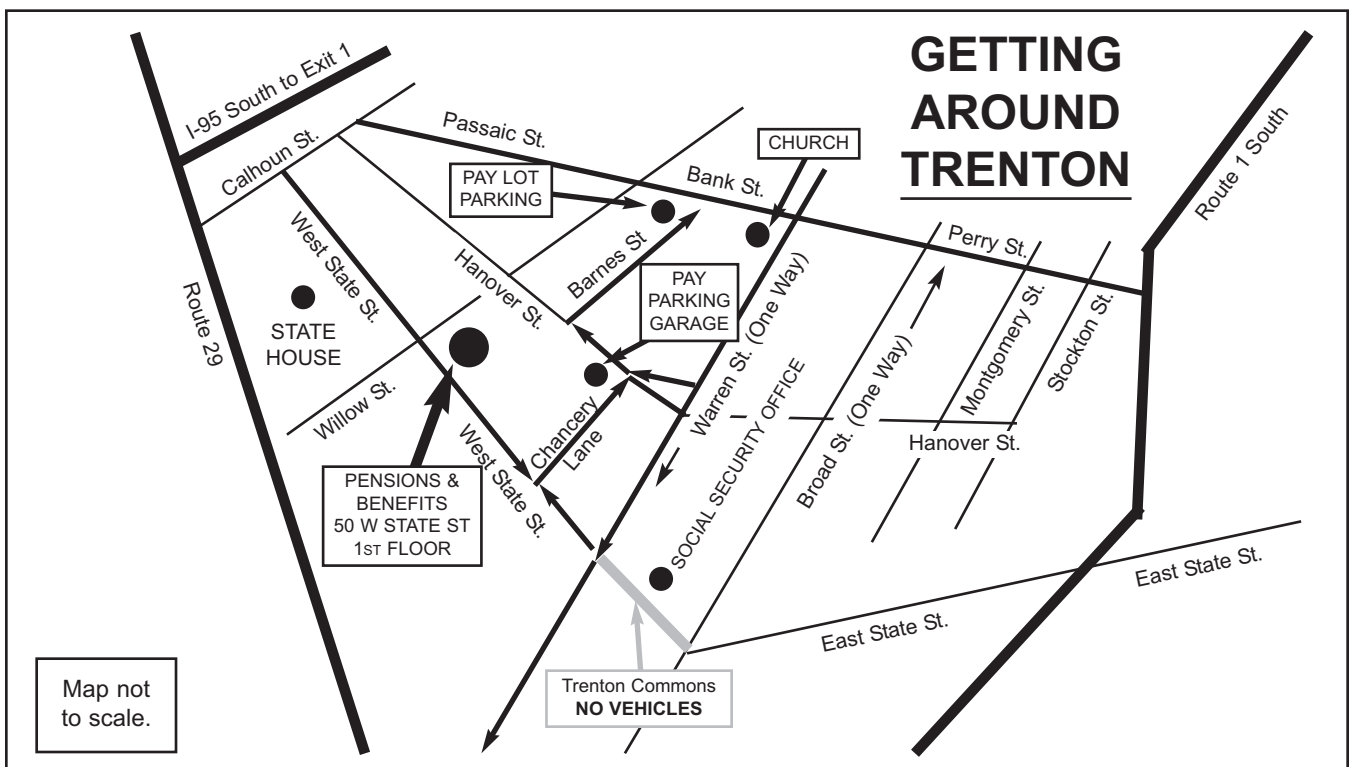 GETTING
AROUND
TRENTON
I-95 South to Exit 1
Calhoun St.
Passaic St.
CHURCH
PAY LOT
PARKING
Bank St.
Route 1 South
West State St.
Hanover St.
Barnes St
PAY
PARKING
GARAGE
Perry St.
Route 29
STATE
HOUSE
Warren St. (One Way)
Montgomery St.
Stockton St.
Willow St.
Chancery
Lane
SOCIAL SECURITY OFFICE
Broad St. (One Way)
Hanover St.
West State St.
PENSIONS &
BENEFITS
50 W STATE ST
1ST FLOOR
East State St.
East State St.
Trenton Commons
NO VEHICLES
Map not
to scale.